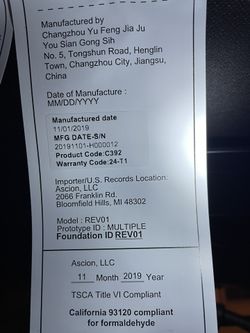 Manufactured by
Changzhou Yu Feng Jia Ju
You Sian Gong Sih
No. 5, Tongshun Road, Henglin
Town, Changzhou City, Jiangsu,
China
Date of Manufacture :
MM/DD/YYYY
Manufactured date
11/01/2019
MFG DATE-S/N
20191101-H000012
Product Code:C392
Warranty Code:24-T1
Importer/U.S. Records Location:
Ascion, LLC
2066 Franklin Rd.
Bloomfield Hills, MI 48302
Model : REV01
Prototype ID : MULTIPLE
Foundation ID REV01
Ascion, LLC
11 Month 2019 Year
TSCA Title VI Compliant
California 93120 compliant
for formaldehyde